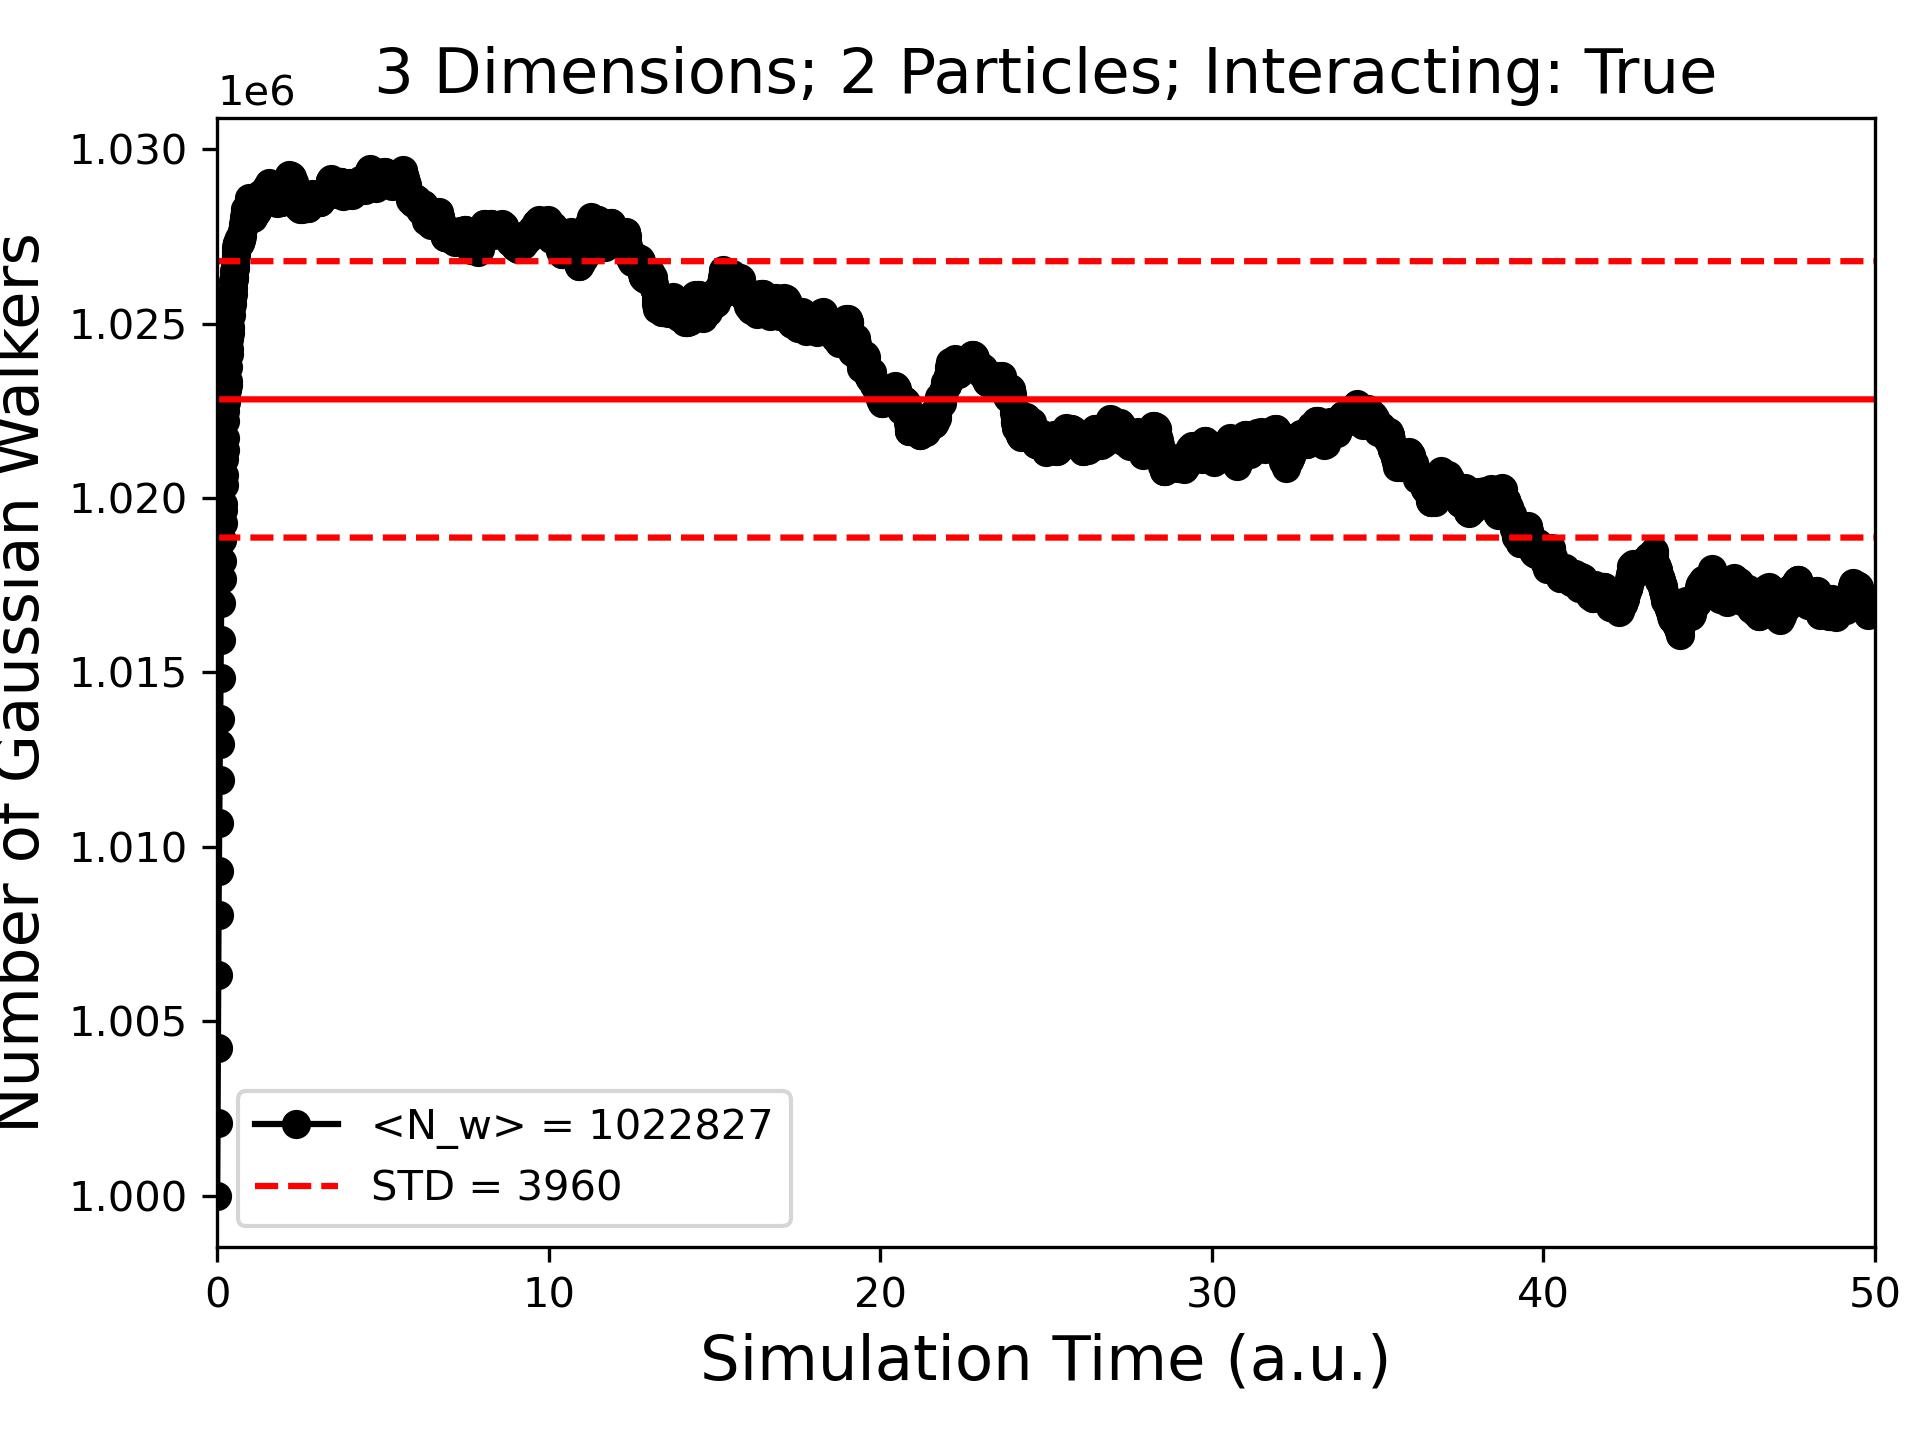 3 Dimensions; 2 Particles; Interacting: True
1e6
1.030
1.025
1.020
1.015
1.010
1.005
1.000
Number of Gaussian Walkers
<N_w> = 1022827
STD = 3960
0 10 20 30 40 50
Simulation Time (a.u.)